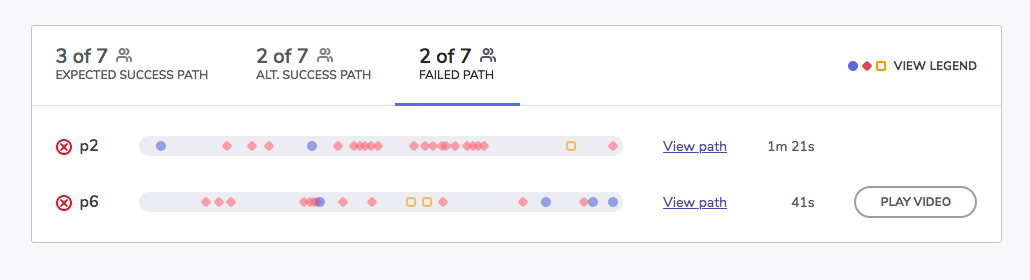 3 of 7
EXPECTED SUCCESS PATH
2 of 7
ALT. SUCCESS PATH
2 of 7
FAILED PATH
VIEW LEGEND
p2 View path 1m 21s
p6 View path 41s PLAY VIDEO